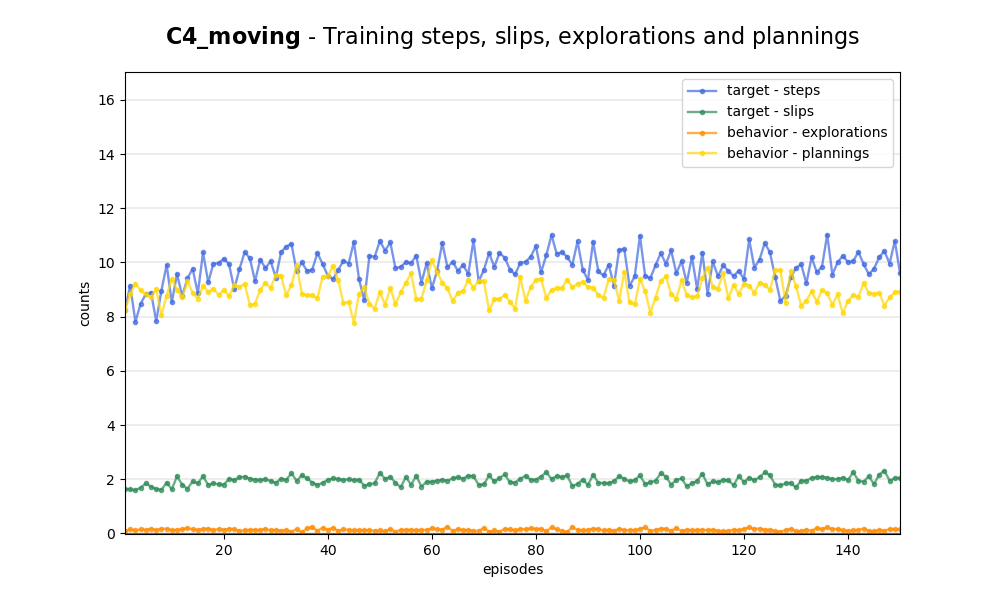 C4_moving - Training steps, slips, explorations and plannings
target - steps
target - slips
behavior - explorations
behavior - plannings
counts
16
14
12
10
8
6
4
2
0
20 40 60 80 100 120 140
episodes